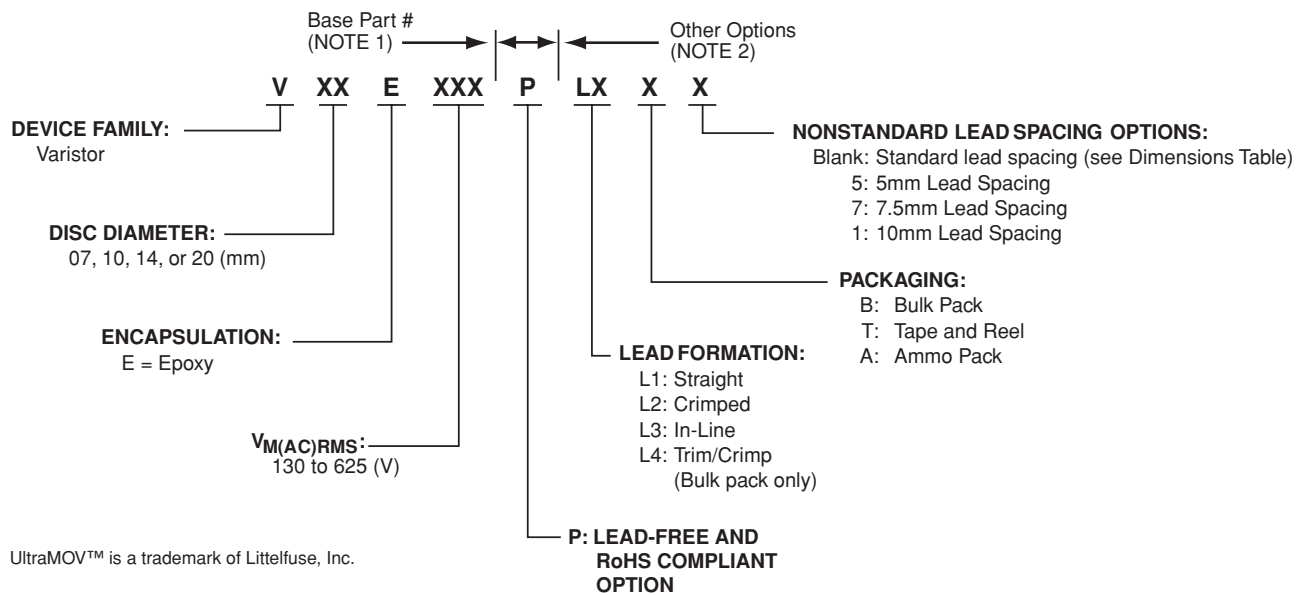 Base Part #
(NOTE 1)
Other Options
(NOTE 2)
V XX E XXX P LX X X
DEVICE FAMILY:
Varistor
DISC DIAMETER:
07, 10, 14, or 20 (mm)
ENCAPSULATION:
E = Epoxy
VM(AC)RMS:
130 to 625 (V)
NONSTANDARD LEAD SPACING OPTIONS:
Blank: Standard lead spacing (see Dimensions Table)
5: 5mm Lead Spacing
7: 7.5mm Lead Spacing
1: 10mm Lead Spacing
PACKAGING:
B: Bulk Pack
T: Tape and Reel
A: Ammo Pack
LEAD FORMATION:
L1: Straight
L2: Crimped
L3: In-Line
L4: Trim/Crimp
(Bulk pack only)
P: LEAD-FREE AND
RoHS COMPLIANT
OPTION
UltraMOV™ is a trademark of Littelfuse, Inc.